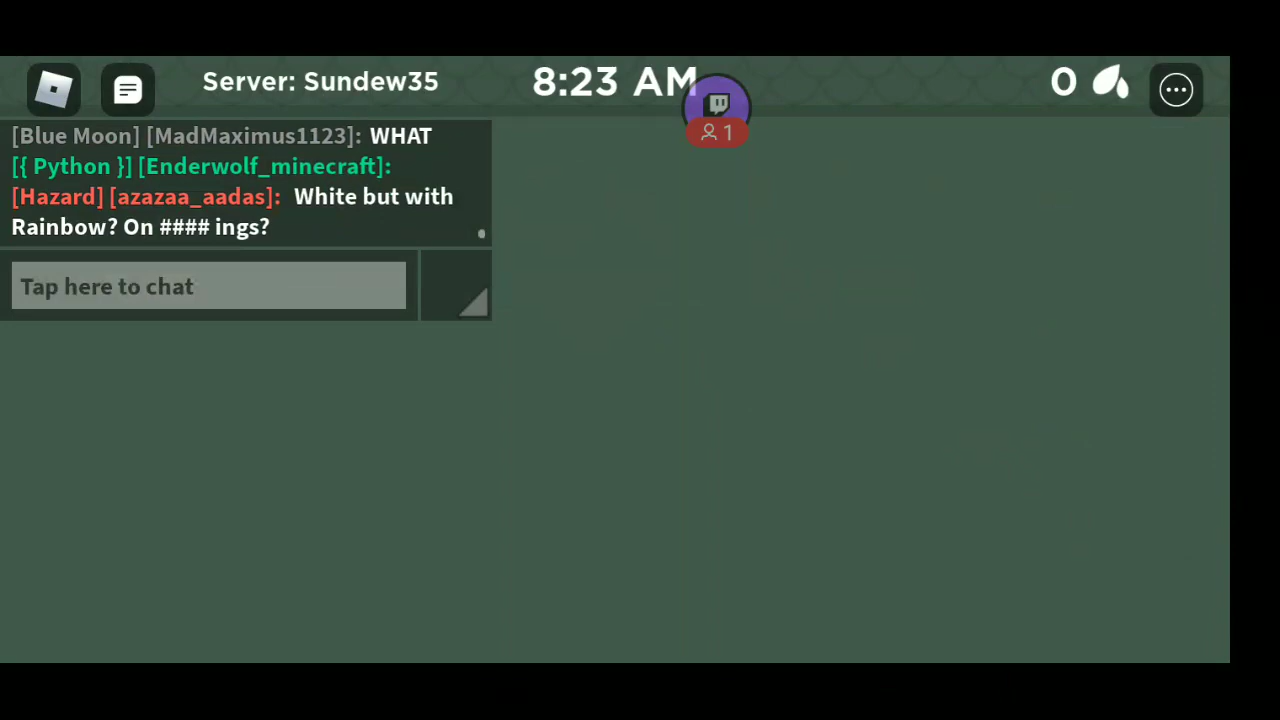 Server: Sundew35
8:23 AM
0
1
[Blue Moon] [MadMaximus1123]: WHAT
[{ Python }] [Enderwolf_minecraft]:
[Hazard] [azazaa_aadas]: White but with
Rainbow? On #### ings?
Tap here to chat